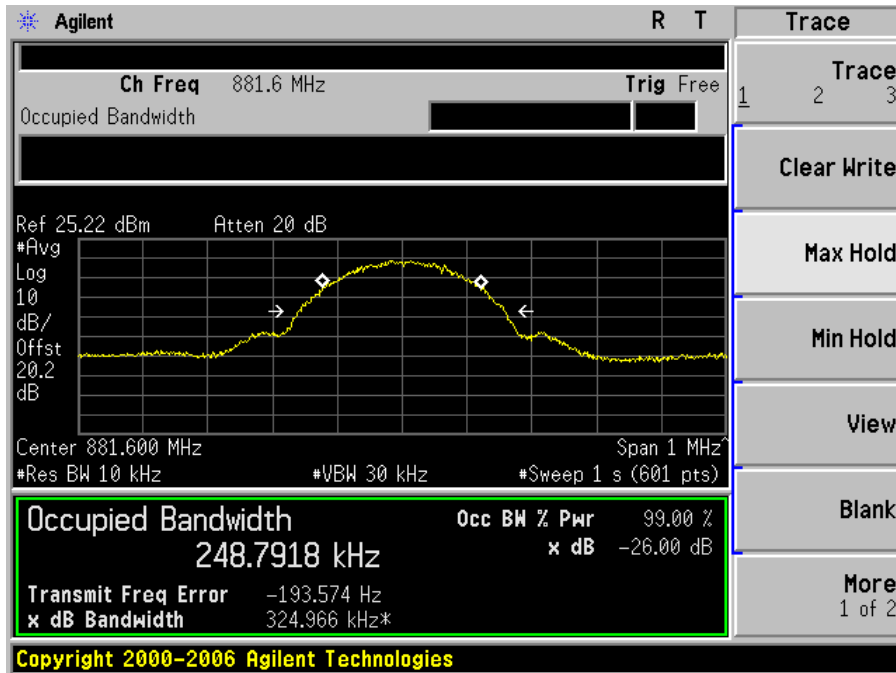 Agilent R T Trace
Ch Freq 881.6 MHz Trig Free
Occupied Bandwidth
Trace
1 2 3
Clear Write
Max Hold
Min Hold
View
Blank
More
1 of 2
Ref 25.22 dBm Atten 20 dB
#Avg
Log
10
dB/
Offst
20.2
dB
Center 881.600 MHz Span 1 MHz^
#Res BW 10 kHz #VBW 30 kHz #Sweep 1 s (601 pts)
Occupied Bandwidth Occ BW % Pwr 99.00 %
248.7918 kHz x dB -26.00 dB
Transmit Freq Error -193.574 Hz
x dB Bandwidth 324.966 kHz*
Copyright 2000-2006 Agilent Technologies